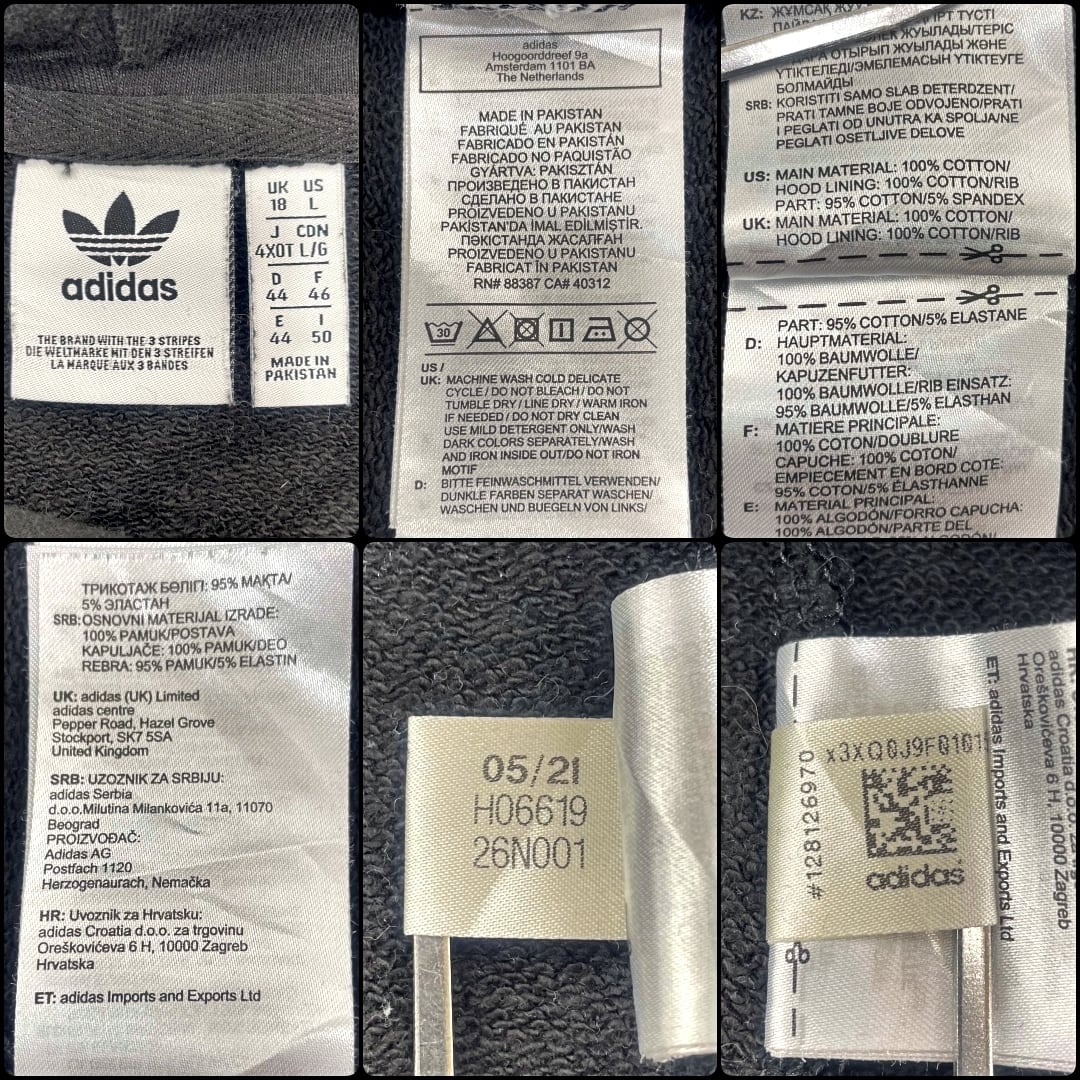 adidas
THE BRAND WITH THE 3 STRIPES
DIE WELTMARKE MIT DEN 3 STREIFEN
LA MARQUE AUX 3 BANDES
UK US
18 L
J CDN
4XOT L/G
D F
44 46
E I
44 50
MADE IN
PAKISTAN
adidas
Hoogoorddreef 9a
Amsterdam 1101 BA
The Netherlands
MADE IN PAKISTAN
FABRIQUÉ AU PAKISTAN
FABRICADO EN PAKISTÁN
FABRICADO NO PAQUISTÃO
GYÁRTVA: PAKISZTÁN
ПРОИЗВЕДЕНО В ПАКИСТАН
СДЕЛАНО В ПАКИСТАНЕ
PROIZVEDENO U PAKISTANU
PAKISTAN'DA IMAL EDILMIŞTIR.
ПӘКІСТАНДА ЖАСАЛҒАН
PROIZVEDENO U PAKISTANU
FABRICAT ÎN PAKISTAN
RN# 88387 CA# 40312
30
US /
UK: MACHINE WASH COLD DELICATE
CYCLE / DO NOT BLEACH / DO NOT
TUMBLE DRY / LINE DRY / WARM IRON
IF NEEDED / DO NOT DRY CLEAN
USE MILD DETERGENT ONLY/WASH
DARK COLORS SEPARATELY/WASH
AND IRON INSIDE OUT/DO NOT IRON
MOTIF
D: BITTE FEINWASCHMITTEL VERWENDEN/
DUNKLE FARBEN SEPARAT WASCHEN/
WASCHEN UND BUEGELN VON LINKS/
KZ: ЖҰМСАҚ
ТҮСТІ
ЖУЫЛАДЫ/ТЕРІС
ОТЫРЫП ЖУЫЛАДЫ ЖӘНЕ
ҮТІКТЕЛЕДІ/ЭМБЛЕМАСЫН ҮТІКТЕУГЕ
БОЛМАЙДЫ
SRB: KORISTITI SAMO SLAB DETERDZENT/
PRATI TAMNE BOJE ODVOJENO/PRATI
I PEGLATI OD UNUTRA KA SPOLJA/NE
PEGLATI OSETLJIVE DELOVE
US: MAIN MATERIAL: 100% COTTON/
HOOD LINING: 100% COTTON/RIB
PART: 95% COTTON/5% SPANDEX
UK: MAIN MATERIAL: 100% COTTON/
HOOD LINING: 100% COTTON/RIB
PART: 95% COTTON/5% ELASTANE
D: HAUPTMATERIAL:
100% BAUMWOLLE/
KAPUZENFUTTER:
100% BAUMWOLLE/RIB EINSATZ:
95% BAUMWOLLE/5% ELASTHAN
F: MATIERE PRINCIPALE:
100% COTON/DOUBLURE
CAPUCHE: 100% COTON/
EMPIECEMENT EN BORD COTE:
95% COTON/5% ÉLASTHANNE
E: MATERIAL PRINCIPAL:
100% ALGODÓN/FORRO CAPUCHA:
100% ALGODÓN/PARTE DEL
ТРИКОТАЖ БӨЛІГІ: 95% МАҚТА/
5% ЭЛАСТАН
SRB: OSNOVNI MATERIJAL IZRADE:
100% PAMUK/POSTAVA
KAPULJAČE: 100% PAMUK/DEO
REBRA: 95% PAMUK/5% ELASTIN
UK: adidas (UK) Limited
adidas centre
Pepper Road, Hazel Grove
Stockport, SK7 5SA
United Kingdom
SRB: UZOZNIK ZA SRBIJU:
adidas Serbia
d.o.o.Milutina Milankovića 11a, 11070
Beograd
PROIZVOĐAČ:
Adidas AG
Postfach 1120
Herzogenaurach, Nemačka
HR: Uvoznik za Hrvatsku:
adidas Croatia d.o.o. za trgovinu
Oreškovićeva 6 H, 10000 Zagreb
Hrvatska
ET: adidas Imports and Exports Ltd
05/21
H06619
26N001
x3XQ0J9F0101
#128126970
adidas
adidas Croatia d.o.o. za
Oreškovićeva 6 H, 10000 Zagreb
Hrvatska
ET: adidas Imports and Exports Ltd